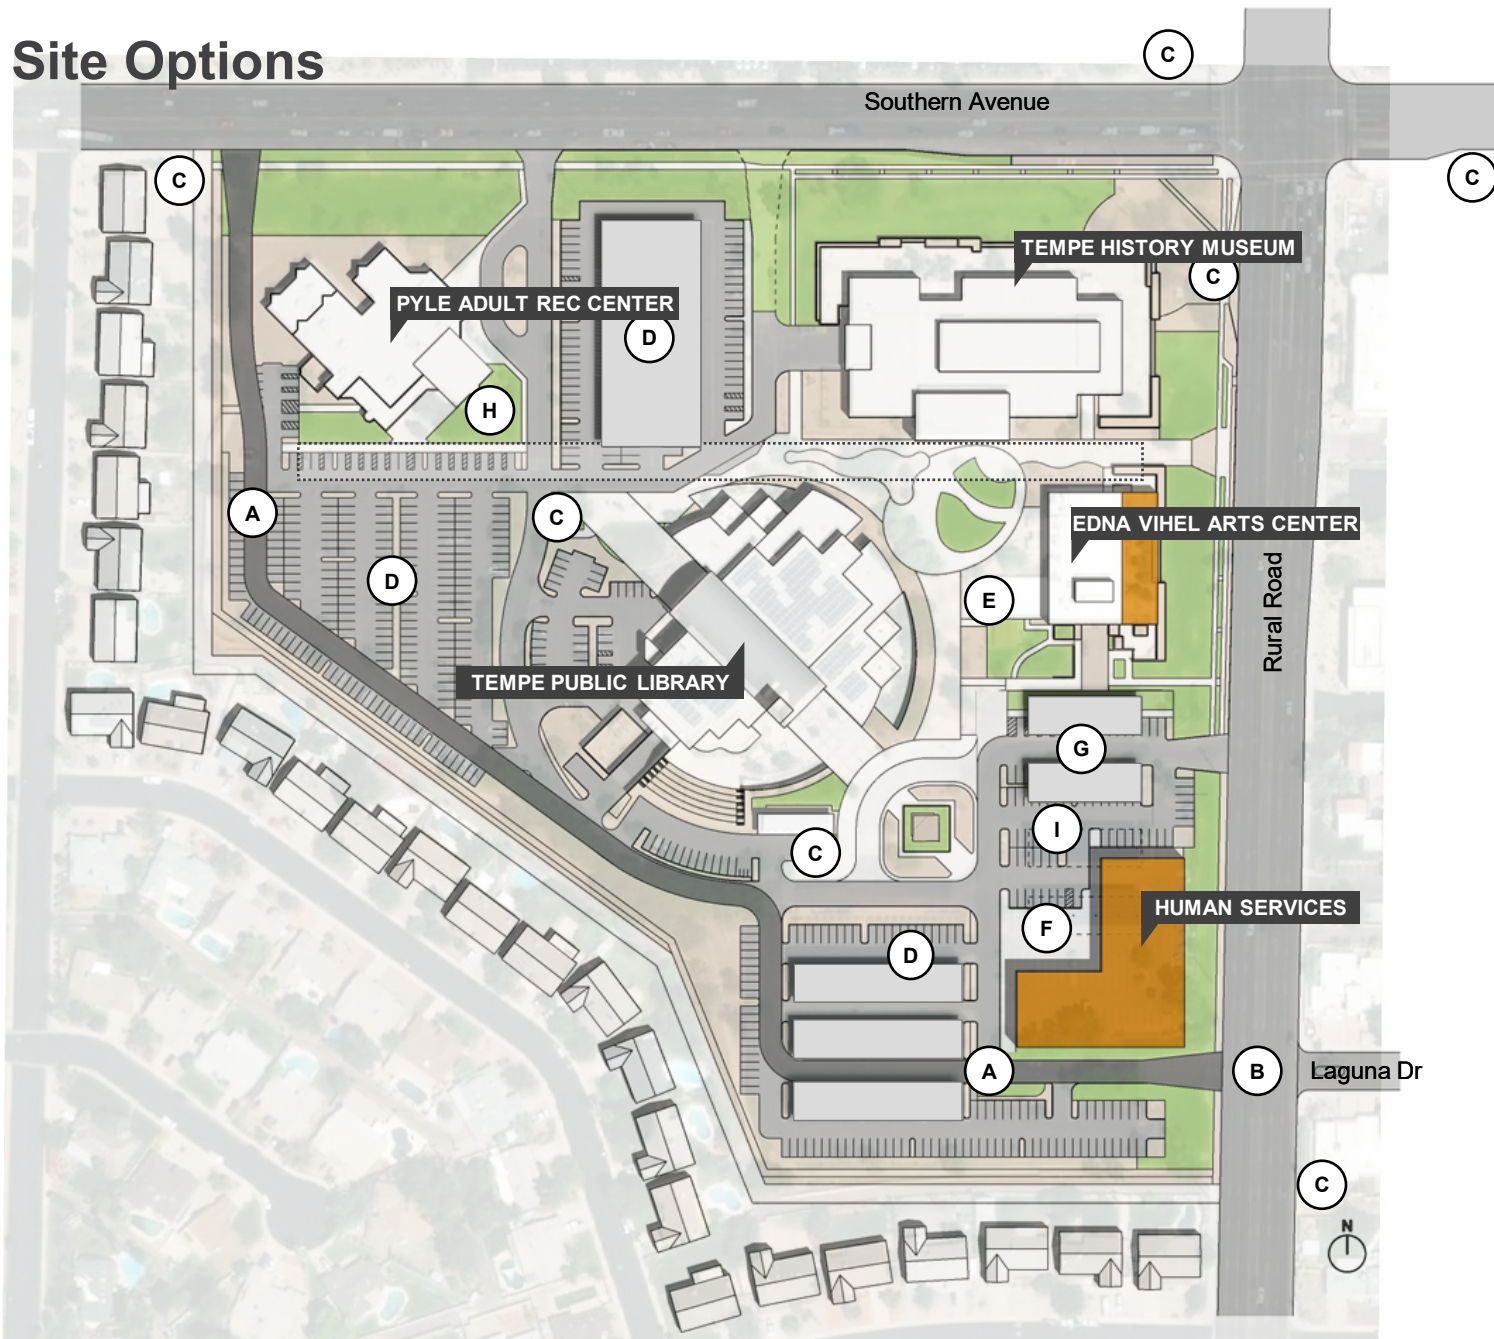 Site Options
C
Southern Avenue
C
C
TEMPE HISTORY MUSEUM
C
PYLE ADULT REC CENTER
D
H
A
C
EDNA VIHEL ARTS CENTER
D
E
Rural Road
TEMPE PUBLIC LIBRARY
G
I
C
HUMAN SERVICES
F
D
A
B
Laguna Dr
C
N